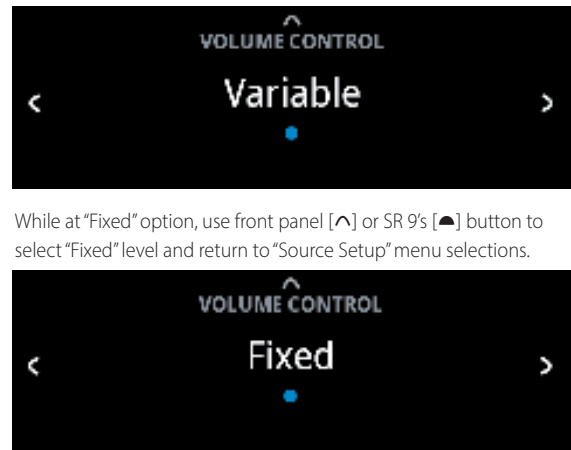 VOLUME CONTROL
Variable
While at “Fixed” option, use front panel [^] or SR 9’s [⏶] button to
select “Fixed” level and return to “Source Setup” menu selections.
VOLUME CONTROL
Fixed